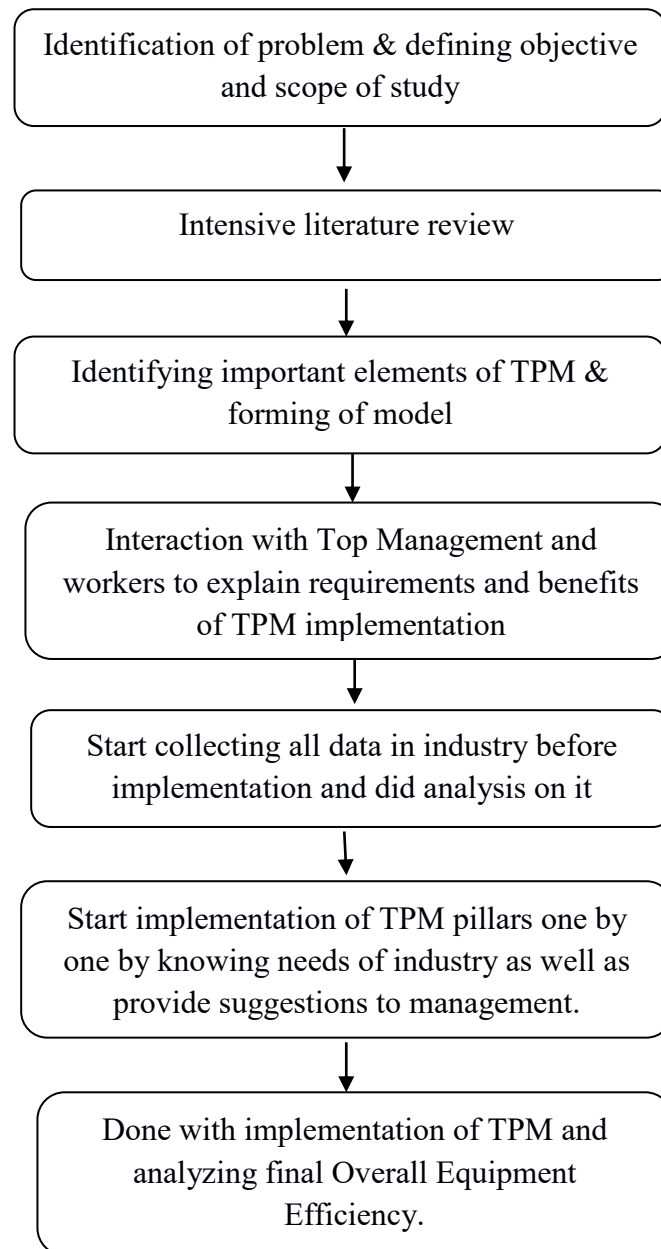 Identification of problem & defining objective
and scope of study
Intensive literature review
Identifying important elements of TPM &
forming of model
Interaction with Top Management and
workers to explain requirements and benefits
of TPM implementation
Start collecting all data in industry before
implementation and did analysis on it
Start implementation of TPM pillars one by
one by knowing needs of industry as well as
provide suggestions to management.
Done with implementation of TPM and
analyzing final Overall Equipment
Efficiency.